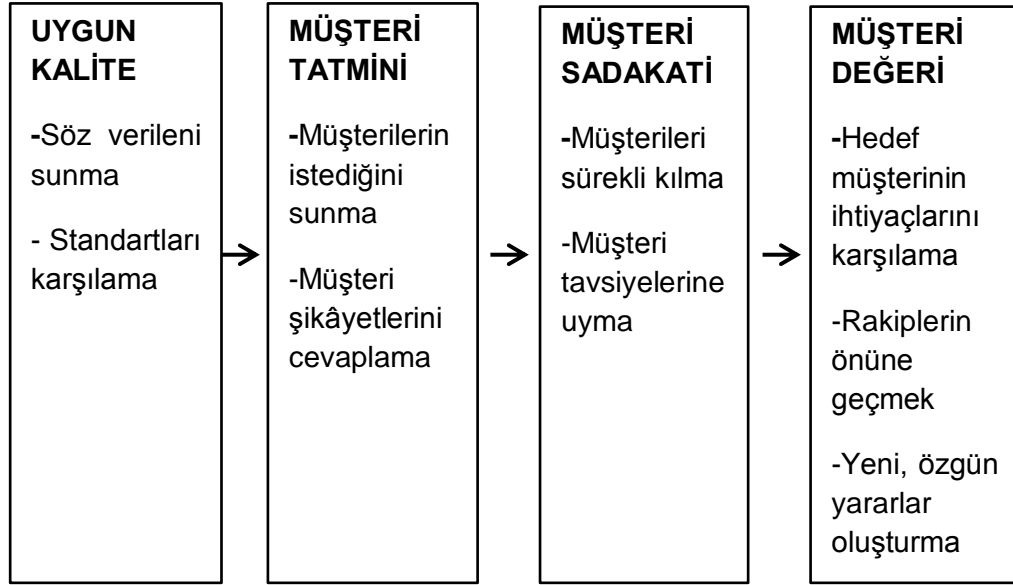 UYGUN
KALİTE
-Söz verileni
sunma
- Standartları
karşılama
MÜŞTERİ
TATMİNİ
-Müşterilerin
istediğini
sunma
-Müşteri
şikâyetlerini
cevaplama
MÜŞTERİ
SADAKATİ
-Müşterileri
sürekli kılma
-Müşteri
tavsiyelerine
uyma
MÜŞTERİ
DEĞERİ
-Hedef
müşterinin
ihtiyaçlarını
karşılama
-Rakiplerin
önüne
geçmek
-Yeni, özgün
yararlar
oluşturma